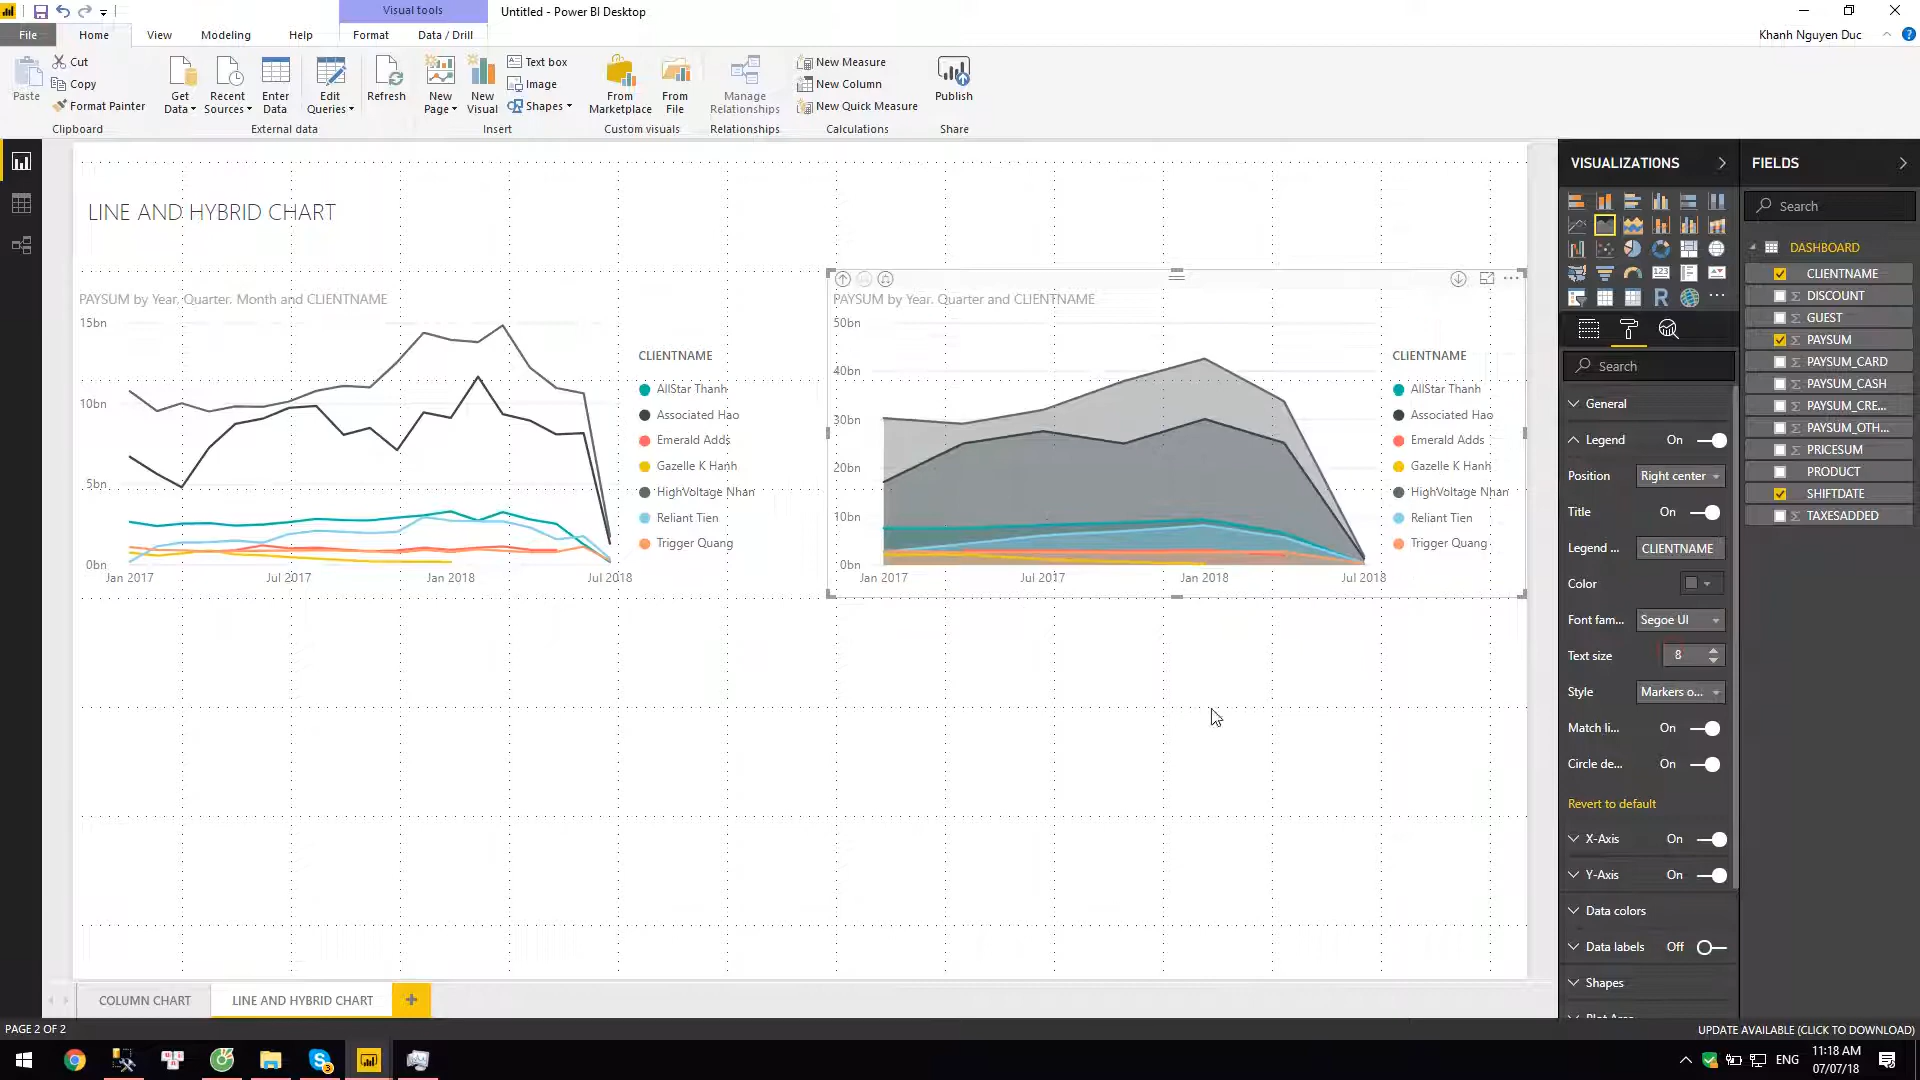 Visual tools
Untitled - Power BI Desktop
File
Home
View
Modeling
Help
Format
Data / Drill
Khanh Nguyen Duc
Paste
Cut
Copy
Format Painter
Clipboard
Get Data
Recent Sources
Enter Data
Edit Queries
Refresh
External data
New Page
New Visual
Text box
Image
Shapes
Insert
From Marketplace
From File
Custom visuals
Manage Relationships
Relationships
New Measure
New Column
New Quick Measure
Calculations
Publish
Share
LINE AND HYBRID CHART
PAYSUM by Year, Quarter, Month and CLIENTNAME
15bn
10bn
5bn
0bn
Jan 2017
Jul 2017
Jan 2018
Jul 2018
CLIENTNAME
AllStar Thanh
Associated Hao
Emerald Adds
Gazelle K Hanh
HighVoltage Nhan
Reliant Tien
Trigger Quang
PAYSUM by Year, Quarter and CLIENTNAME
50bn
40bn
30bn
20bn
10bn
0bn
Jan 2017
Jul 2017
Jan 2018
Jul 2018
CLIENTNAME
AllStar Thanh
Associated Hao
Emerald Adds
Gazelle K Hanh
HighVoltage Nhan
Reliant Tien
Trigger Quang
VISUALIZATIONS
Search
General
Legend On
Position Right center
Title On
Legend ... CLIENTNAME
Color
Font fam... Segoe UI
Text size 8
Style Markers o...
Match li... On
Circle de... On
Revert to default
X-Axis On
Y-Axis On
Data colors
Data labels Off
Shapes
FIELDS
Search
DASHBOARD
CLIENTNAME
DISCOUNT
GUEST
PAYSUM
PAYSUM_CARD
PAYSUM_CASH
PAYSUM_CRE...
PAYSUM_OTH...
PRICESUM
PRODUCT
SHIFTDATE
TAXESADDED
COLUMN CHART
LINE AND HYBRID CHART
PAGE 2 OF 2
UPDATE AVAILABLE (CLICK TO DOWNLOAD)
ENG
11:18 AM
07/07/18